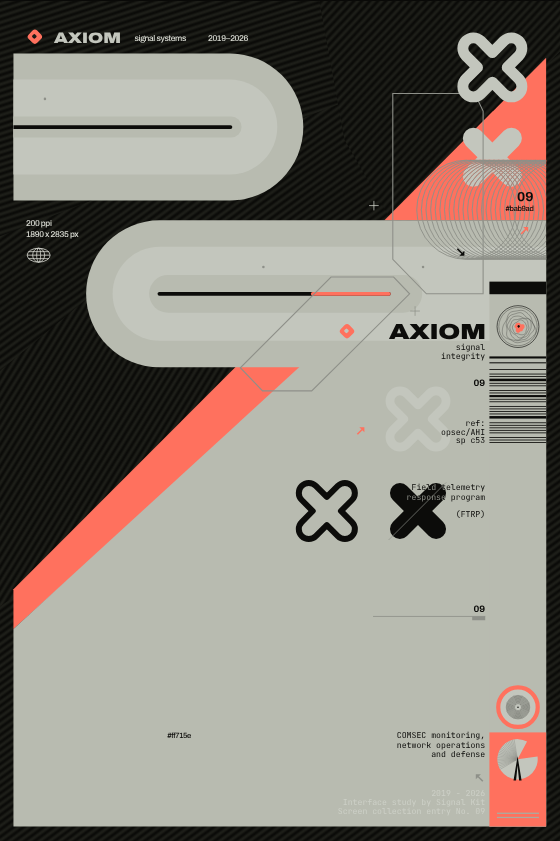 AXIOM signal systems 2019–2026
09
#bab9ad
200 ppi
1890 x 2835 px
AXIOM
signal
integrity
09
ref:
opsec/AHI
sp c53
Field telemetry
response program
(FTRP)
09
#ff715e
COMSEC monitoring,
network operations
and defense
2019 - 2026
Interface study by Signal Kit
Screen collection entry No. 09